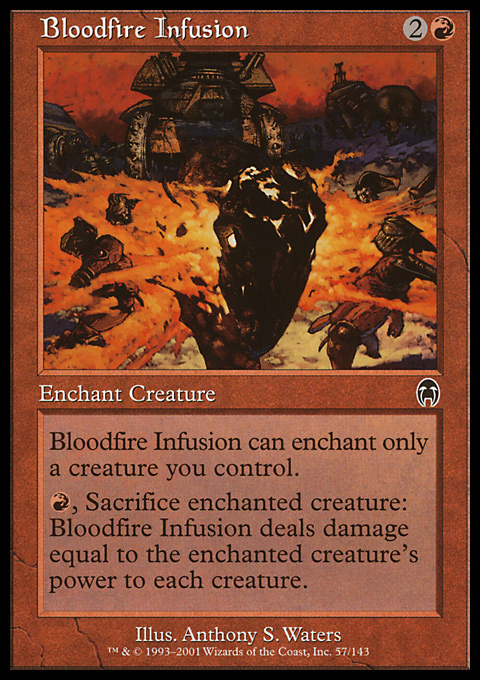 Bloodfire Infusion 2
Enchant Creature
Bloodfire Infusion can enchant only
a creature you control.
, Sacrifice enchanted creature:
Bloodfire Infusion deals damage
equal to the enchanted creature's
power to each creature.
Illus. Anthony S. Waters
™ & © 1993–2001 Wizards of the Coast, Inc. 57/143